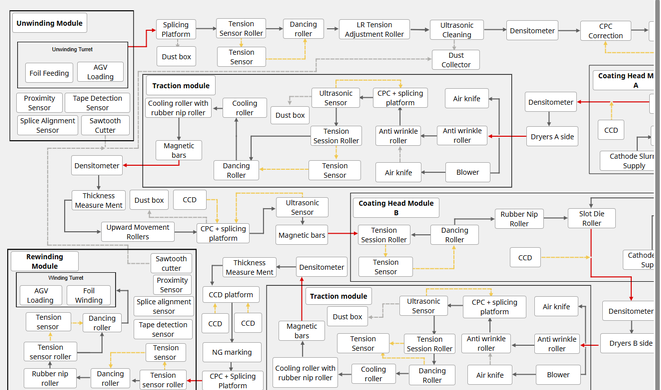 Unwinding Module
Unwinding Turret
Foil Feeding
AGV
Loading
Proximity
Sensor
Tape Detection
Sensor
Splice Alignment
Sensor
Sawtooth
Cutter
Splicing
Platform
Dust box
Tension
Sensor Roller
Tension
Sensor
Dancing
roller
LR Tension
Adjustment Roller
Ultrasonic
Cleaning
Dust
Collector
Densitometer
CPC
Correction
Traction module
Cooling roller with
rubber nip roller
Cooling
roller
Magnetic
bars
Dancing
Roller
Ultrasonic
Sensor
Dust box
CPC + splicing
platform
Tension
Session Roller
Tension
Sensor
Anti wrinkle
roller
Air knife
Air knife
Anti wrinkle
roller
Blower
Densitometer
Dryers A side
Coating Head M
A
CCD
Cathode Slurr
Supply
Densitometer
Thickness
Measure Ment
Upward Movement
Rollers
Dust box
CCD
CPC + splicing
platform
Ultrasonic
Sensor
Magnetic bars
Coating Head Module
B
Tension
Session Roller
Tension
Sensor
Dancing
Roller
Rubber Nip
Roller
Slot Die
Roller
CCD
Cathode
Supp
Densitometer
Dryers B side
Rewinding
Module
Winding Turret
AGV
Loading
Foil
Winding
Tension
sensor
Dancing
roller
Tension
sensor roller
Rubber nip
roller
Dancing
roller
Tension
sensor
Tension
sensor roller
Sawtooth
cutter
Proximity
Sensor
Splice alignment
sensor
Tape detection
sensor
Thickness
Measure Ment
Densitometer
CCD platform
CCD
CCD
NG marking
CPC + Splicing
Platform
Traction module
Magnetic
bars
Cooling roller with
rubber nip roller
Dust box
Tension
Sensor
Cooling
roller
Ultrasonic
Sensor
Tension
Session Roller
Dancing
Roller
CPC + splicing
platform
Anti wrinkle
roller
Air knife
Air knife
Anti wrinkle
roller
Blower